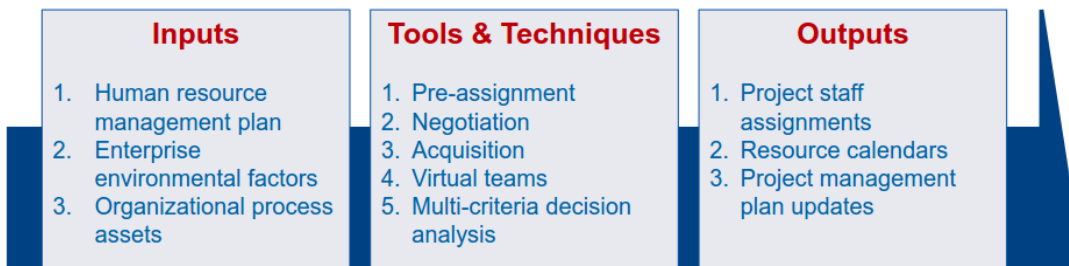 Inputs
1. Human resource
management plan
2. Enterprise
environmental factors
3. Organizational process
assets
Tools & Techniques
1. Pre-assignment
2. Negotiation
3. Acquisition
4. Virtual teams
5. Multi-criteria decision
analysis
Outputs
1. Project staff
assignments
2. Resource calendars
3. Project management
plan updates